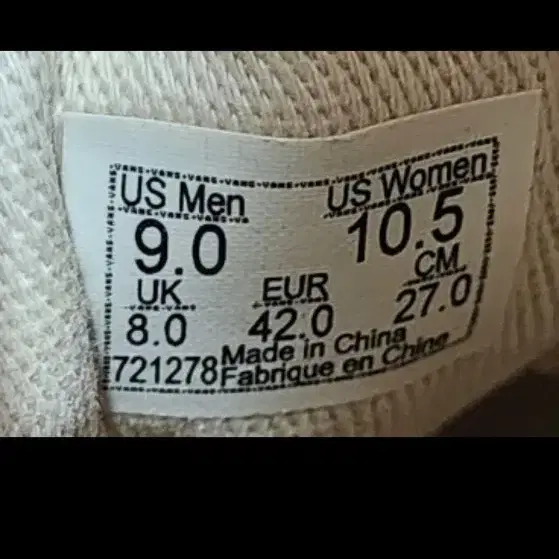 US Men US Women
9.0 10.5
UK EUR CM
8.0 42.0 27.0
Made in China
721278 Fabrique en Chine